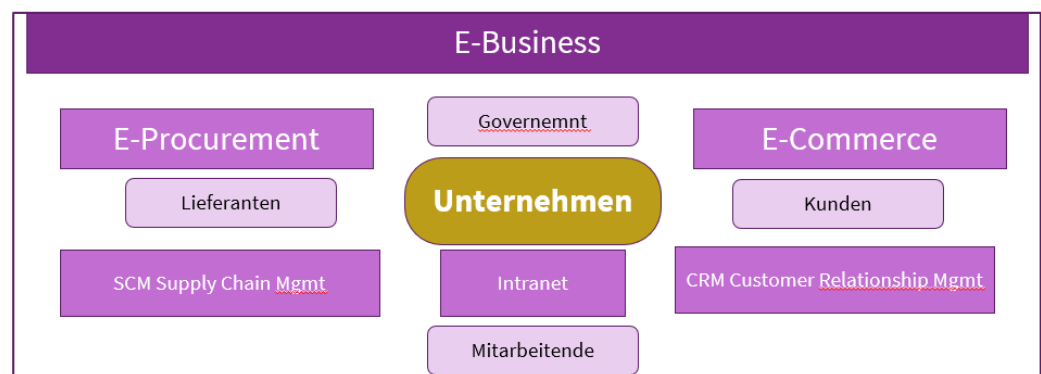 E-Business
E-Procurement
Governemnt
E-Commerce
Lieferanten
Unternehmen
Kunden
SCM Supply Chain Mgmt
Intranet
CRM Customer Relationship Mgmt
Mitarbeitende